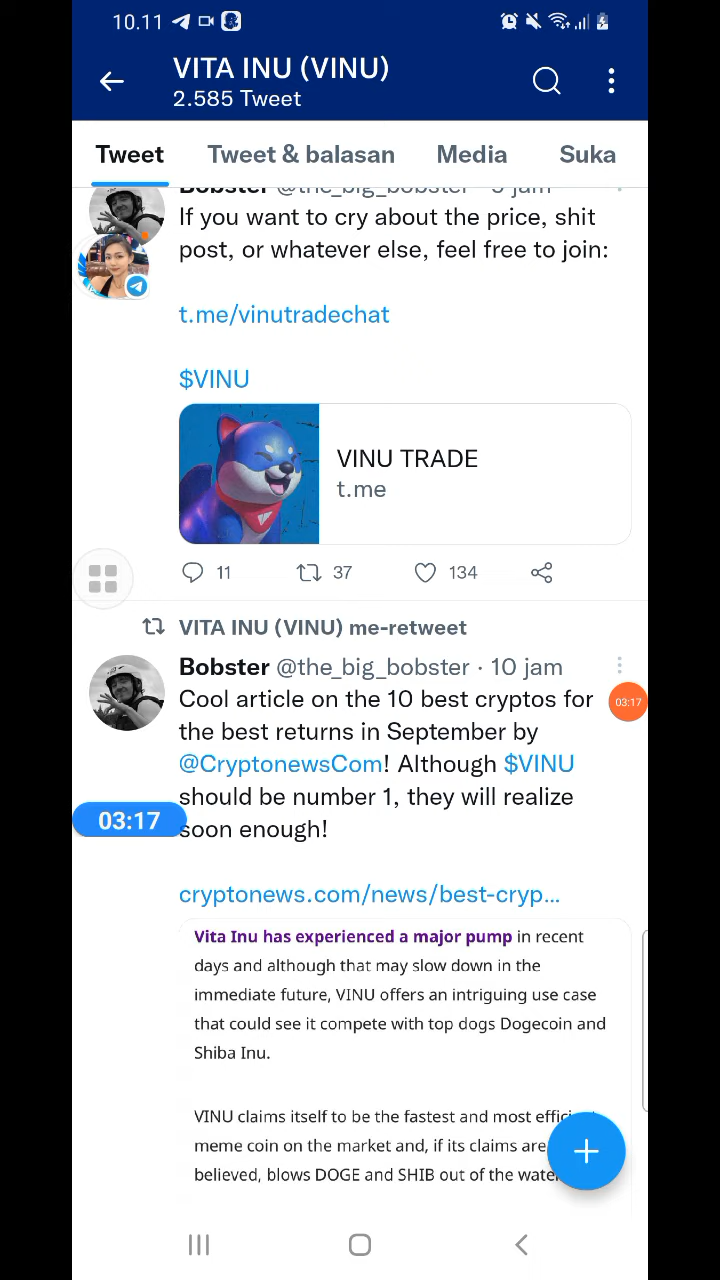 10.11
VITA INU (VINU)
2.585 Tweet
Tweet
Tweet & balasan
Media
Suka
Bobster @the_big_bobster
If you want to cry about the price, shit
post, or whatever else, feel free to join:
t.me/vinutradechat
$VINU
VINU TRADE
t.me
11
37
134
VITA INU (VINU) me-retweet
Bobster @the_big_bobster · 10 jam
Cool article on the 10 best cryptos for
03:17
the best returns in September by
@CryptonewsCom! Although $VINU
should be number 1, they will realize
03:17
soon enough!
cryptonews.com/news/best-cryp...
Vita Inu has experienced a major pump in recent
days and although that may slow down in the
immediate future, VINU offers an intriguing use case
that could see it compete with top dogs Dogecoin and
Shiba Inu.
VINU claims itself to be the fastest and most
meme coin on the market and, if its claims are
believed, blows DOGE and SHIB out of the